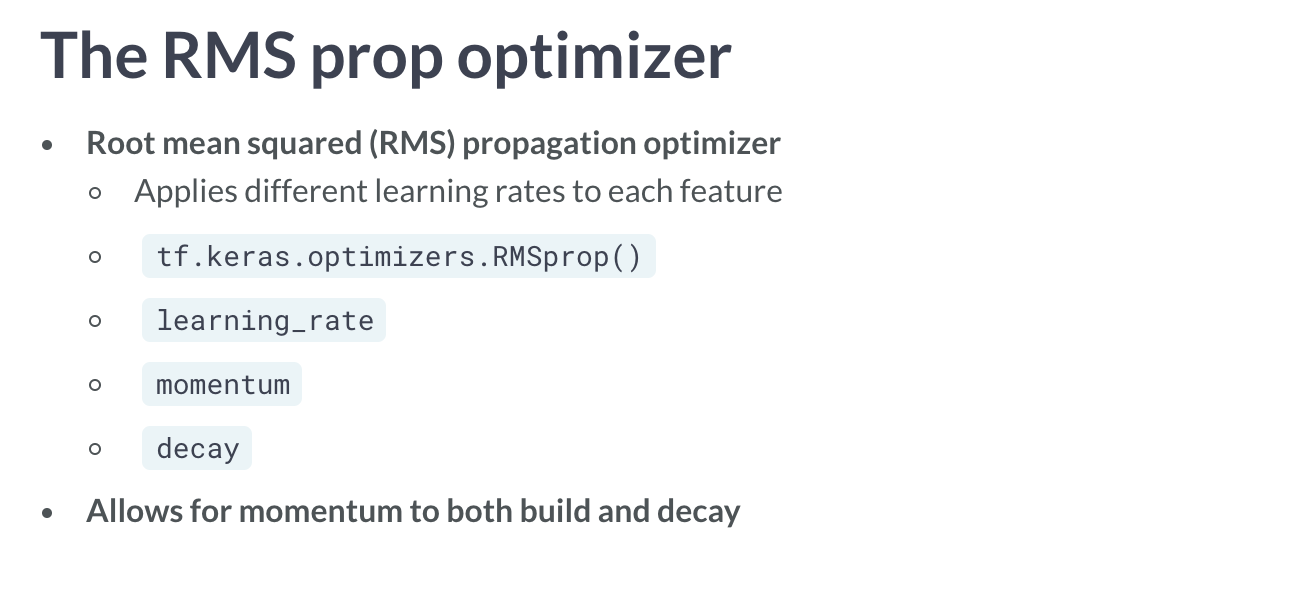 The RMS prop optimizer
Root mean squared (RMS) propagation optimizer
Applies different learning rates to each feature
tf.keras.optimizers.RMSprop()
learning_rate
momentum
decay
Allows for momentum to both build and decay